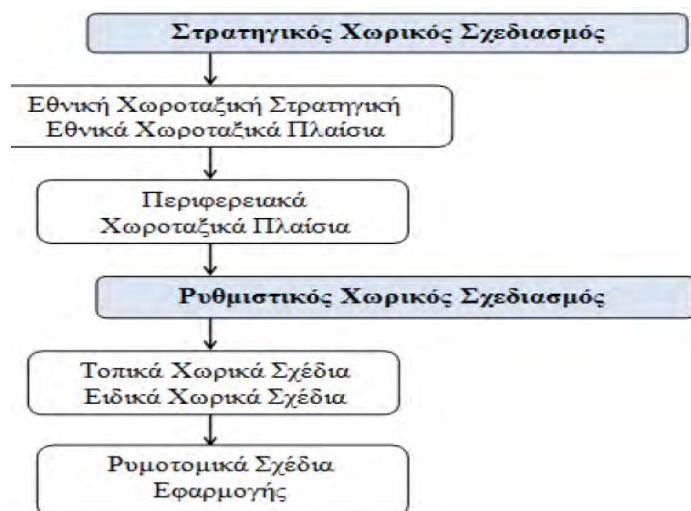 Στρατηγικός Χωρικός Σχεδιασμός
Εθνική Χωροταξική Στρατηγική
Εθνικά Χωροταξικά Πλαίσια
Περιφερειακά
Χωροταξικά Πλαίσια
Ρυθμιστικός Χωρικός Σχεδιασμός
Τοπικά Χωρικά Σχέδια
Ειδικά Χωρικά Σχέδια
Ρυμοτομικά Σχέδια
Εφαρμογής